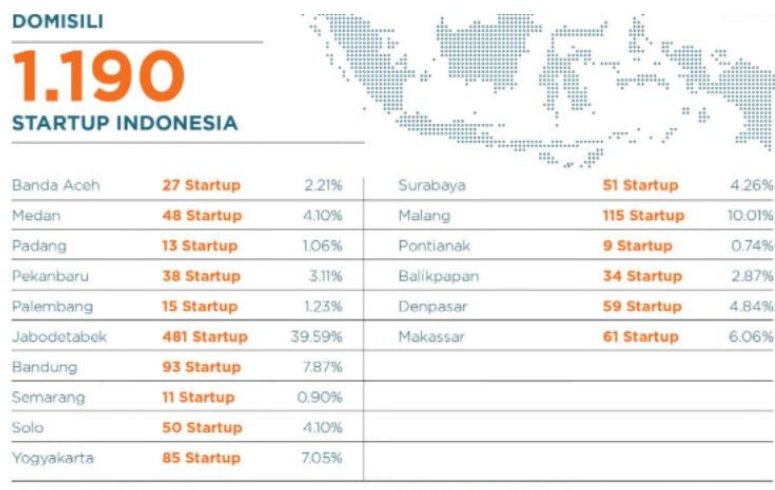 DOMISILI
1.190
STARTUP INDONESIA
Banda Aceh 27 Startup 2.21%
Medan 48 Startup 4.10%
Padang 13 Startup 1.06%
Pekanbaru 38 Startup 3.11%
Palembang 15 Startup 1.23%
Jabodetabek 481 Startup 39.59%
Bandung 93 Startup 7.87%
Semarang 11 Startup 0.90%
Solo 50 Startup 4.10%
Yogyakarta 85 Startup 7.05%
Surabaya 51 Startup 4.26%
Malang 115 Startup 10.01%
Pontianak 9 Startup 0.74%
Balikpapan 34 Startup 2.87%
Denpasar 59 Startup 4.84%
Makassar 61 Startup 6.06%